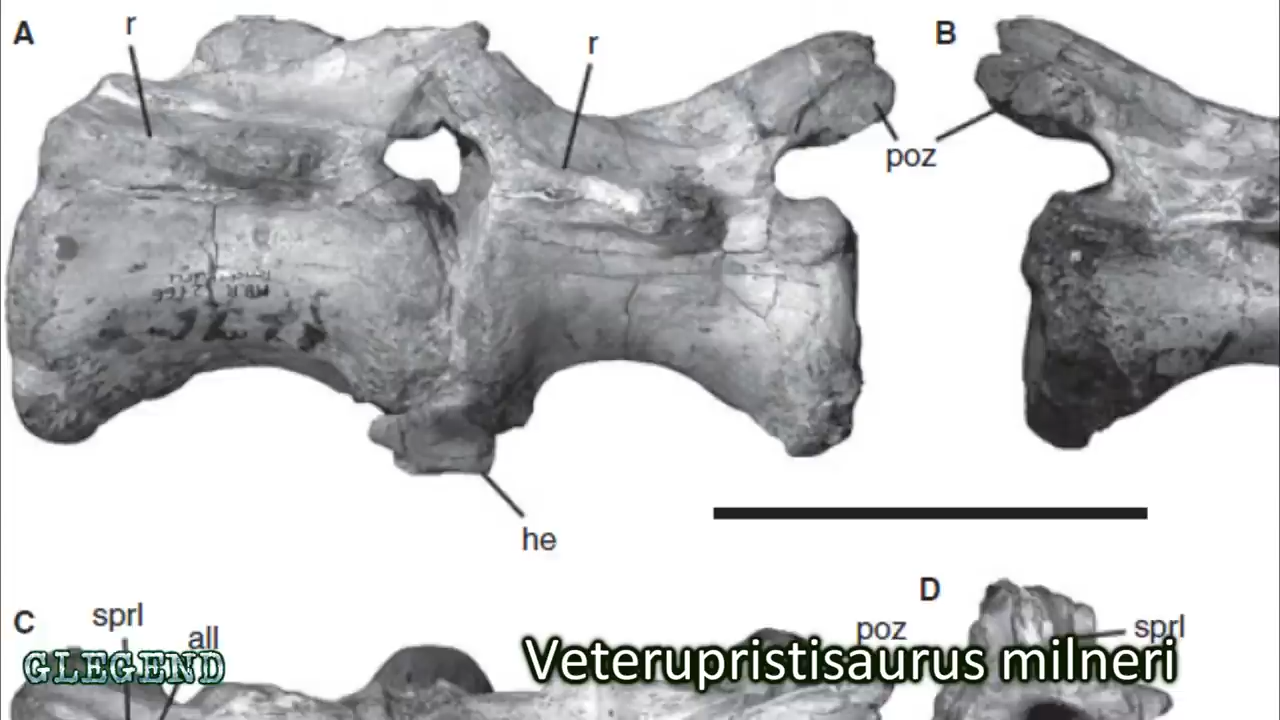 A
r
r
B
poz
he
C
sprl
all
GLEGEND
poz
D
sprl
Veterupristisaurus milneri